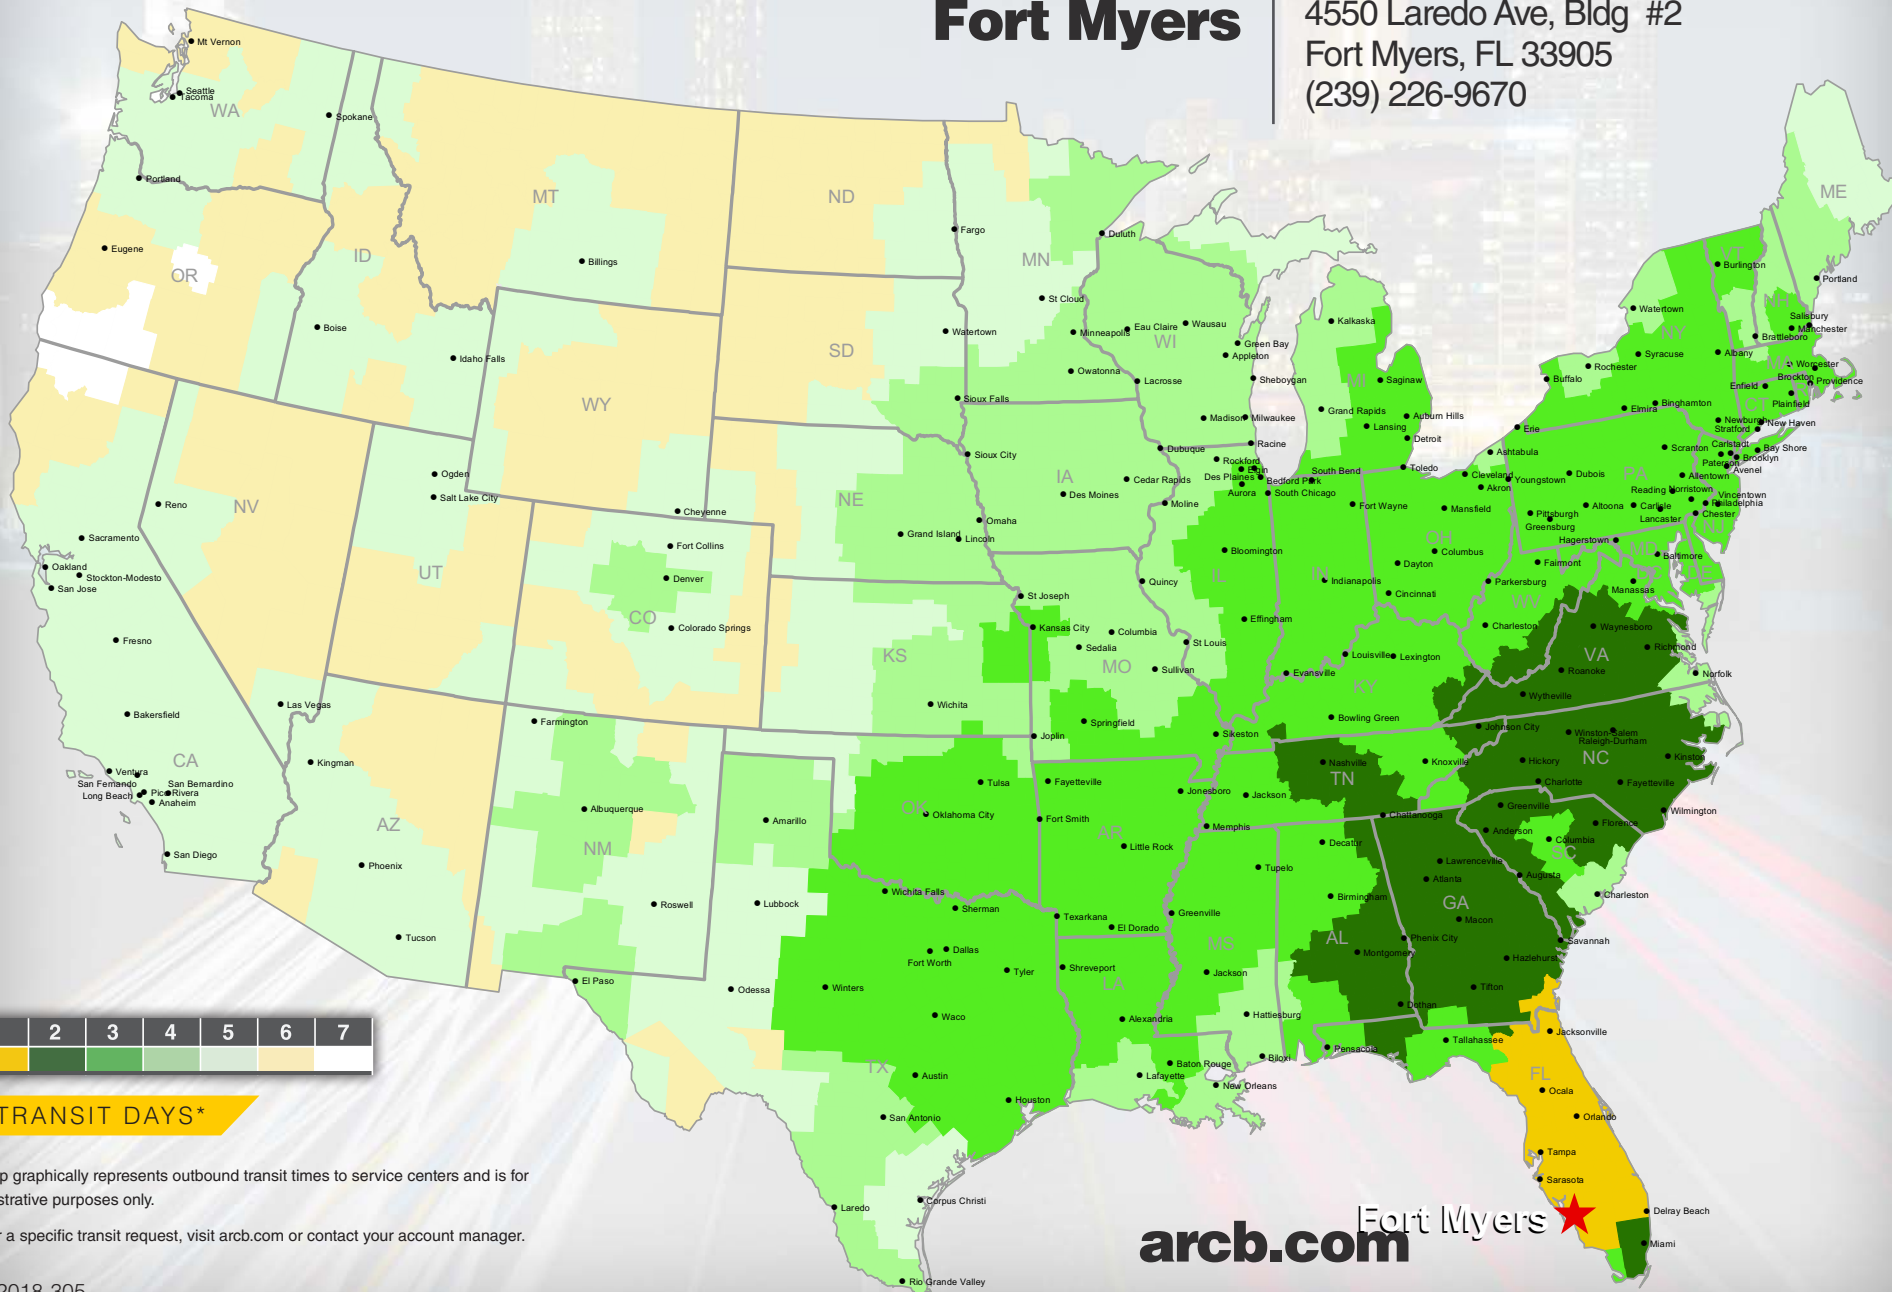 Fort Myers
4550 Laredo Ave, Bldg #2
Fort Myers, FL 33905
(239) 226-9670
Mt Vernon
Seattle
Tacoma
WA
Spokane
Portland
Eugene
OR
ID
Boise
Idaho Falls
MT
Billings
ND
Fargo
MN
Duluth
St Cloud
Minneapolis
Owatonna
Watertown
SD
Sioux Falls
WY
Cheyenne
Eau Claire
Wausau
WI
Green Bay
Appleton
Sheboygan
Lacrosse
Madison
Milwaukee
Racine
Kalkaska
MI
Saginaw
Grand Rapids
Auburn Hills
Lansing
Detroit
ME
Portland
VT
Burlington
NH
Salisbury
Manchester
Brattleboro
Watertown
NY
Syracuse
Rochester
Buffalo
Albany
MA
Worcester
Brockton
Providence
Enfield
Plainfield
CT
Binghamton
Elmira
Newburgh
New Haven
Stratford
Erie
Ashtabula
Scranton
Carlstadt
Bay Shore
Brooklyn
Paterson
Avenel
Allentown
Dubois
PA
Reading
Norristown
Vincentown
Philadelphia
Chester
NJ
Altoona
Carlisle
Lancaster
Pittsburgh
Greensburg
Hagerstown
MD
Baltimore
DC
DE
Manassas
Fairmont
Parkersburg
WV
Charleston
Cleveland
Akron
Youngstown
Toledo
Mansfield
OH
Columbus
Dayton
Cincinnati
South Bend
Fort Wayne
IN
Indianapolis
Evansville
Rockford
Elgin
Des Plaines
Bedford Park
Aurora
South Chicago
Dubuque
Cedar Rapids
IA
Des Moines
Moline
Sioux City
Omaha
NE
Grand Island
Lincoln
Bloomington
IL
Quincy
Effingham
St Joseph
Kansas City
Columbia
Sedalia
MO
St Louis
Sullivan
Springfield
Joplin
Sikeston
KS
Wichita
Reno
NV
Ogden
Salt Lake City
UT
Fort Collins
Denver
CO
Colorado Springs
Sacramento
Oakland
Stockton-Modesto
San Jose
Fresno
Bakersfield
Las Vegas
CA
Ventura
San Fernando
San Bernardino
Pico Rivera
Long Beach
Anaheim
San Diego
Kingman
AZ
Phoenix
Tucson
Farmington
Albuquerque
NM
Roswell
El Paso
Amarillo
Lubbock
Odessa
OK
Tulsa
Oklahoma City
Wichita Falls
Sherman
Dallas
Fort Worth
Tyler
Winters
Waco
TX
Austin
Houston
San Antonio
Corpus Christi
Laredo
Rio Grande Valley
Fayetteville
Fort Smith
AR
Little Rock
Jonesboro
Texarkana
El Dorado
Shreveport
LA
Alexandria
Baton Rouge
Lafayette
New Orleans
Louisville
Lexington
KY
Bowling Green
Nashville
TN
Knoxville
Johnson City
Jackson
Memphis
Chattanooga
Tupelo
Greenville
MS
Jackson
Hattiesburg
Biloxi
Decatur
Birmingham
AL
Montgomery
Phenix City
Dothan
Waynesboro
Richmond
VA
Roanoke
Norfolk
Wytheville
Winston-Salem
Raleigh-Durham
Hickory
NC
Kinston
Charlotte
Fayetteville
Wilmington
Greenville
Florence
Anderson
Columbia
SC
Charleston
Lawrenceville
Atlanta
Augusta
GA
Macon
Savannah
Hazlehurst
Tifton
Pensacola
Tallahassee
Jacksonville
FL
Ocala
Orlando
Tampa
Sarasota
Delray Beach
Miami
Fort Myers
arcb.com
2 3 4 5 6 7
TRANSIT DAYS*
p graphically represents outbound transit times to service centers and is for
strative purposes only.
r a specific transit request, visit arcb.com or contact your account manager.
2018-305